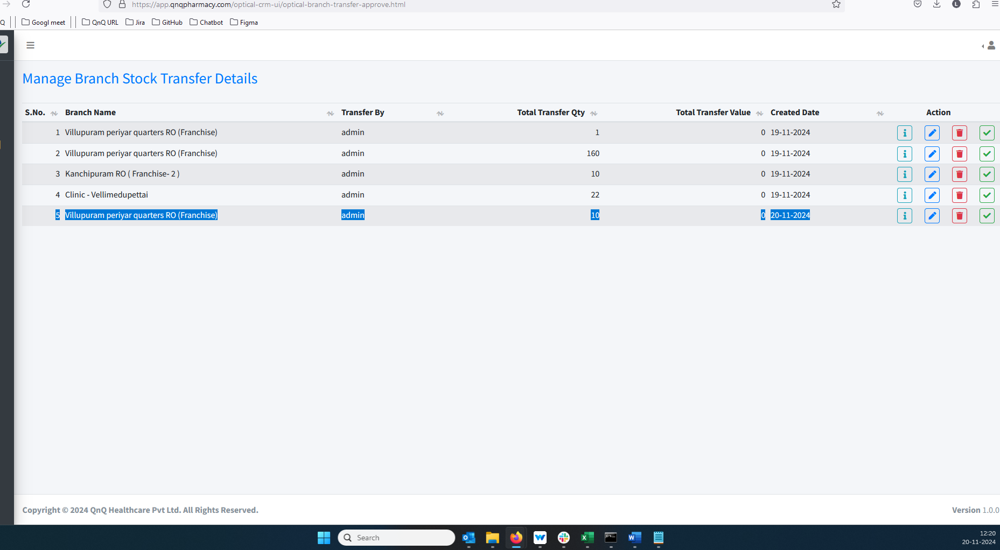 https://app.qnqpharmacy.com/optical-crm-ui/optical-branch-transfer-approve.html
L
Q Googl meet QnQ URL Jira GitHub Chatbot Figma
Manage Branch Stock Transfer Details
S.No. Branch Name Transfer By Total Transfer Qty Total Transfer Value Created Date Action
1 Villupuram periyar quarters RO (Franchise) admin 1 0 19-11-2024
2 Villupuram periyar quarters RO (Franchise) admin 160 0 19-11-2024
3 Kanchipuram RO ( Franchise- 2 ) admin 10 0 19-11-2024
4 Clinic - Vellimedupettai admin 22 0 19-11-2024
5 Villupuram periyar quarters RO (Franchise) admin 10 0 20-11-2024
Copyright © 2024 QnQ Healthcare Pvt Ltd. All Rights Reserved.
Version 1.0.0
Search
12:20
20-11-2024